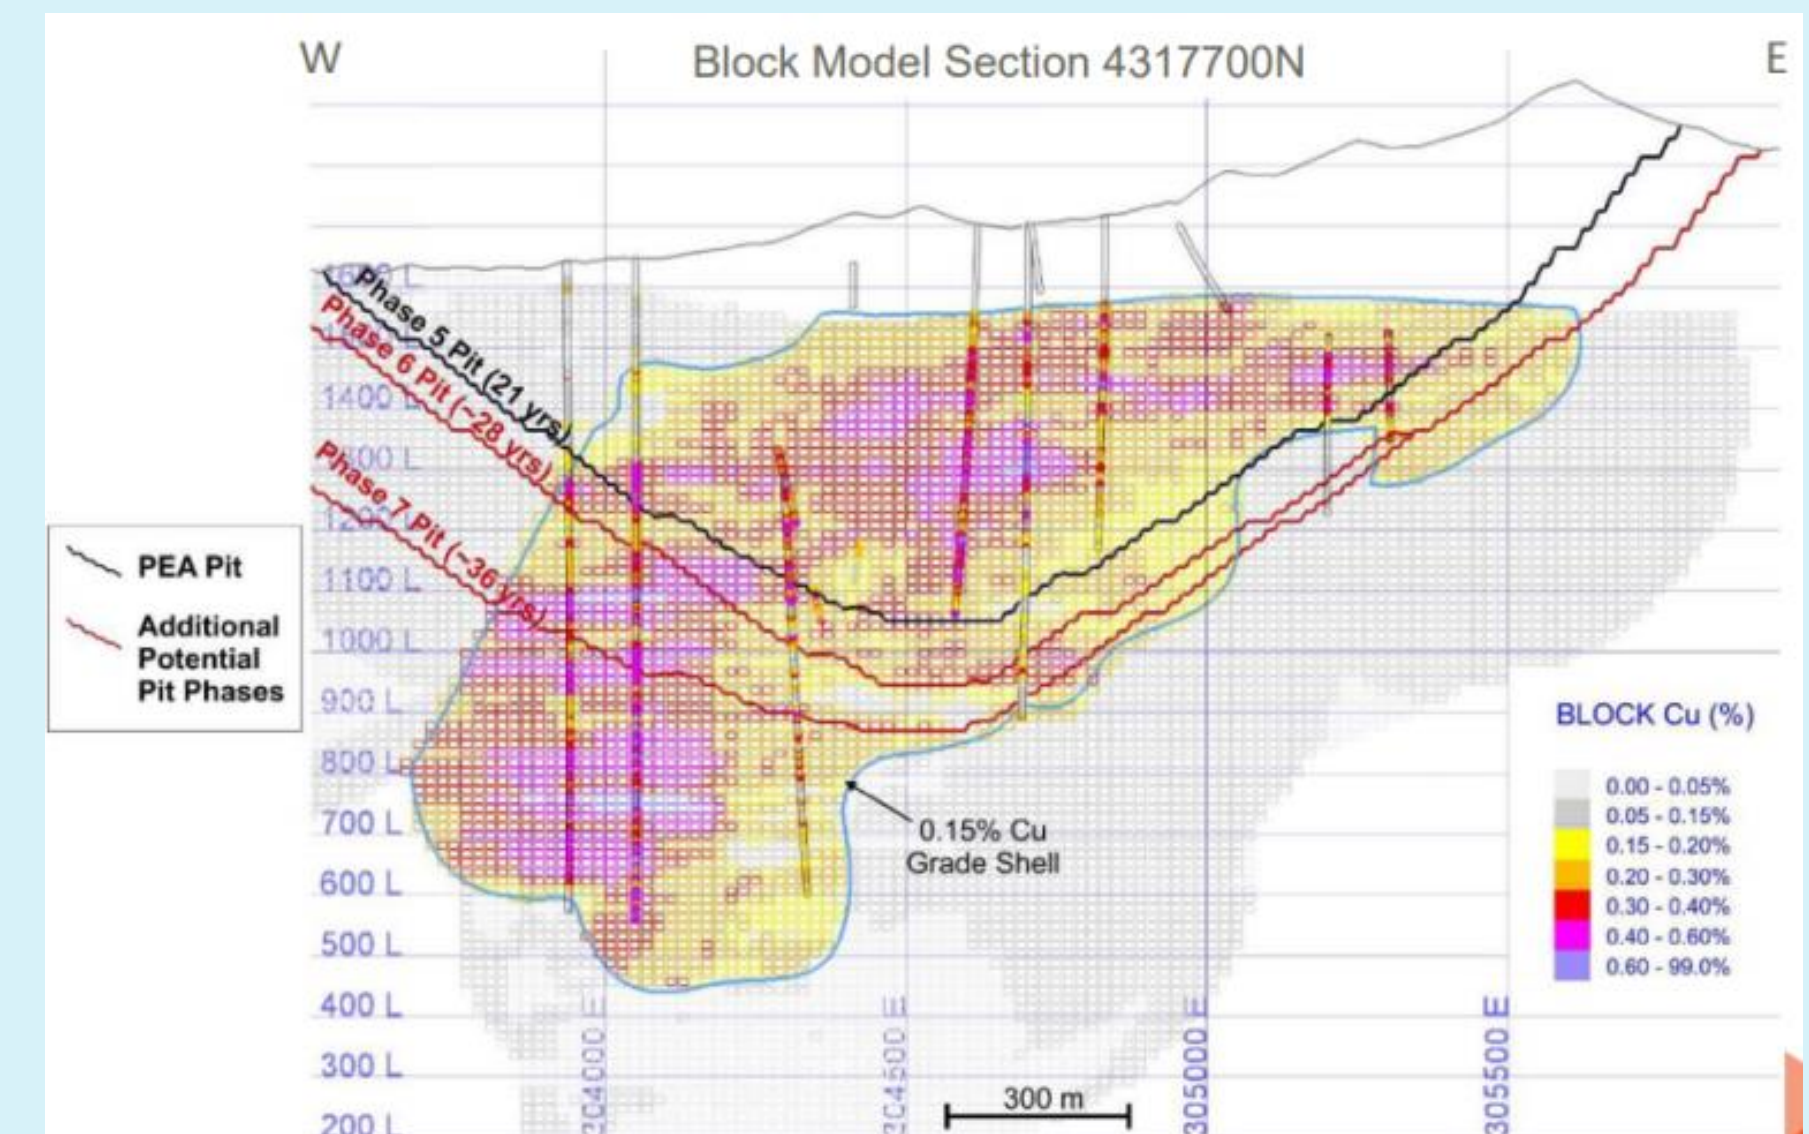 W
Block Model Section 4317700N
E
Phase 5 Pit (21 yrs)
Phase 6 Pit (~28 yrs)
Phase 7 Pit (~36 yrs)
1400 L
1100 L
1000 L
900 L
800 L
700 L
600 L
500 L
400 L
300 L
200 L
PEA Pit
Additional
Potential
Pit Phases
0.15% Cu
Grade Shell
BLOCK Cu (%)
0.00 - 0.05%
0.05 - 0.15%
0.15 - 0.20%
0.20 - 0.30%
0.30 - 0.40%
0.40 - 0.60%
0.60 - 99.0%
305000 E
305500 E
300 m